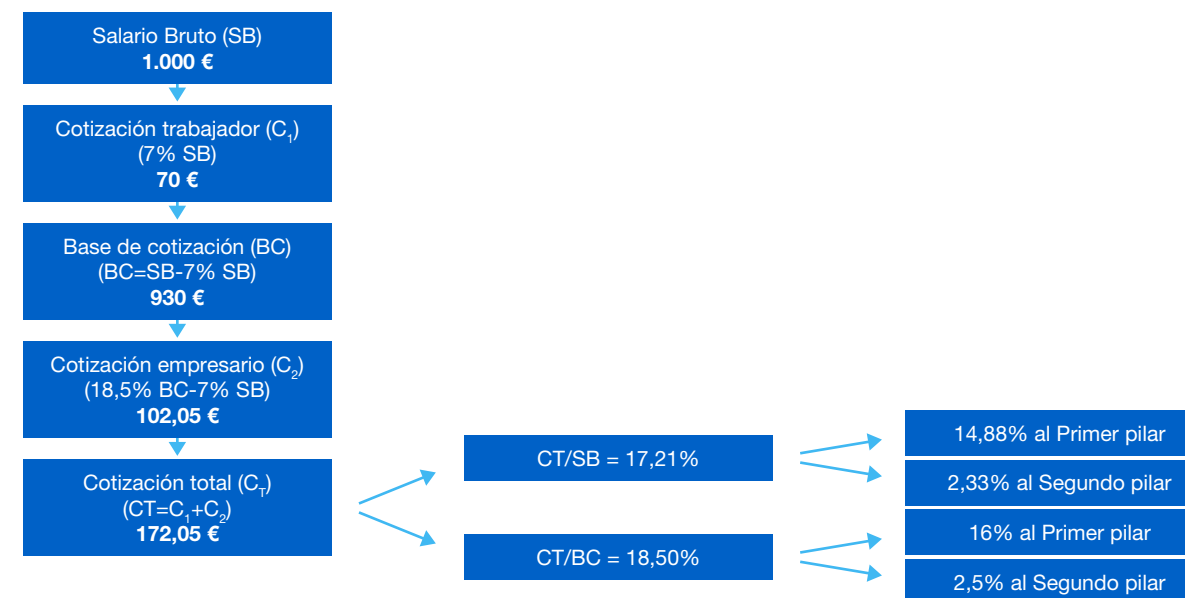 Salario Bruto (SB)
1.000 €
Cotización trabajador (C₁)
(7% SB)
70 €
Base de cotización (BC)
(BC=SB-7% SB)
930 €
Cotización empresario (C₂)
(18,5% BC-7% SB)
102,05 €
Cotización total (C_T)
(CT=C₁+C₂)
172,05 €
CT/SB = 17,21%
14,88% al Primer pilar
2,33% al Segundo pilar
CT/BC = 18,50%
16% al Primer pilar
2,5% al Segundo pilar